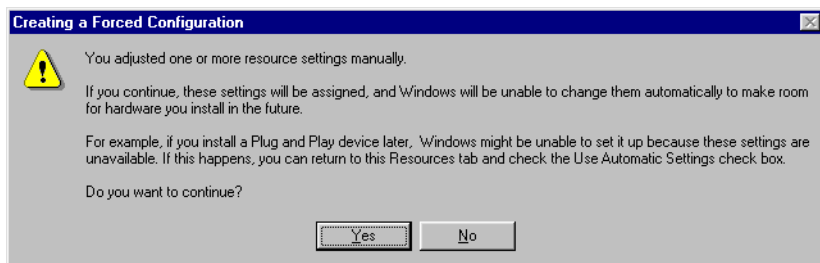 Creating a Forced Configuration
You adjusted one or more resource settings manually.
If you continue, these settings will be assigned, and Windows will be unable to change them automatically to make room
for hardware you install in the future.
For example, if you install a Plug and Play device later, Windows might be unable to set it up because these settings are
unavailable. If this happens, you can return to this Resources tab and check the Use Automatic Settings check box.
Do you want to continue?
Yes
No